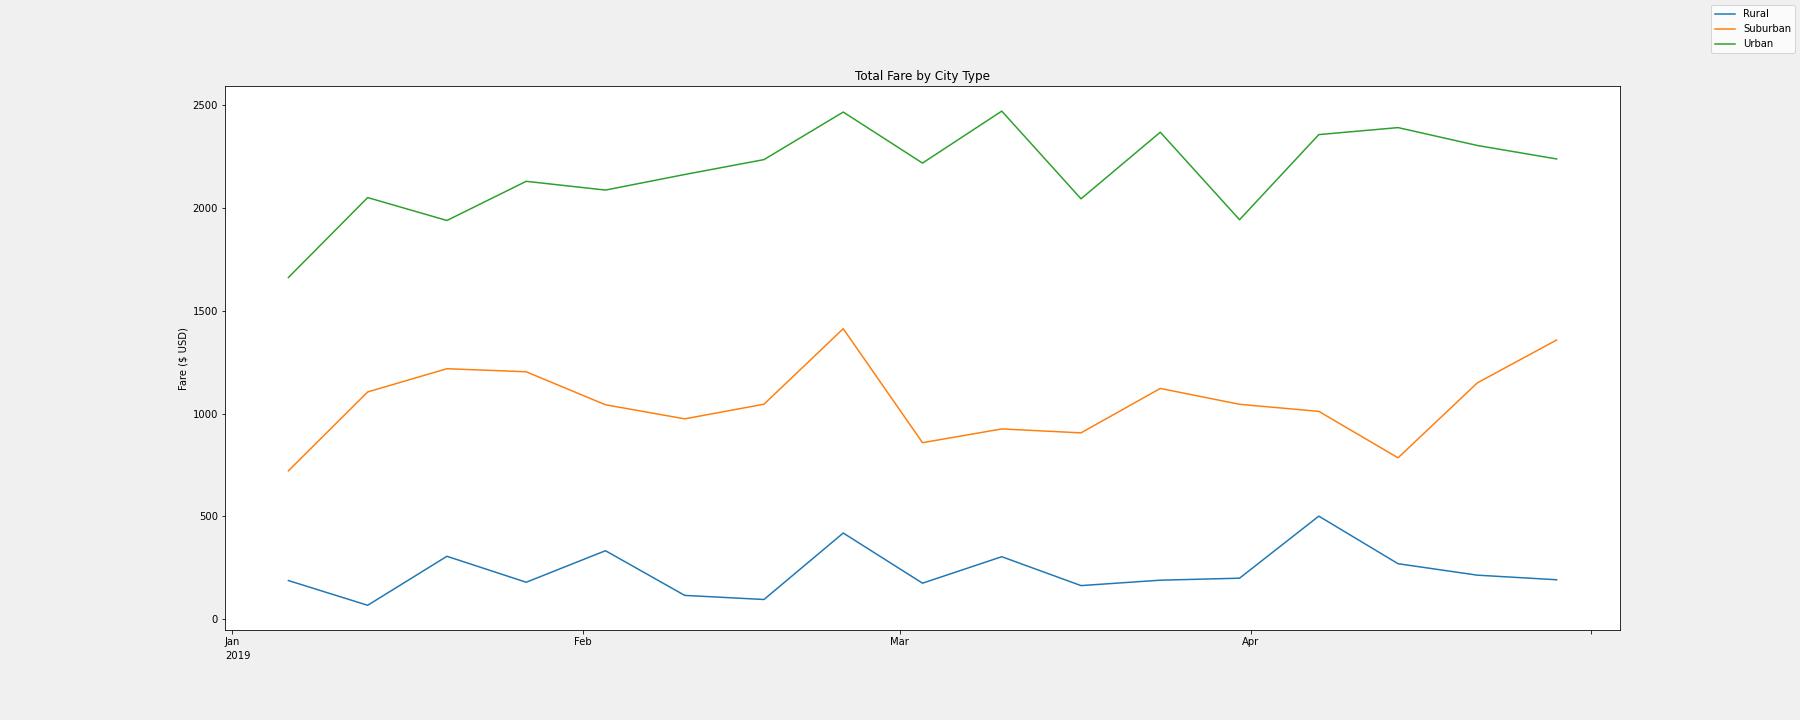 Rural
Suburban
Urban
Total Fare by City Type
2500
2000
1500
1000
500
0
Fare ($ USD)
Jan Feb Mar Apr
2019